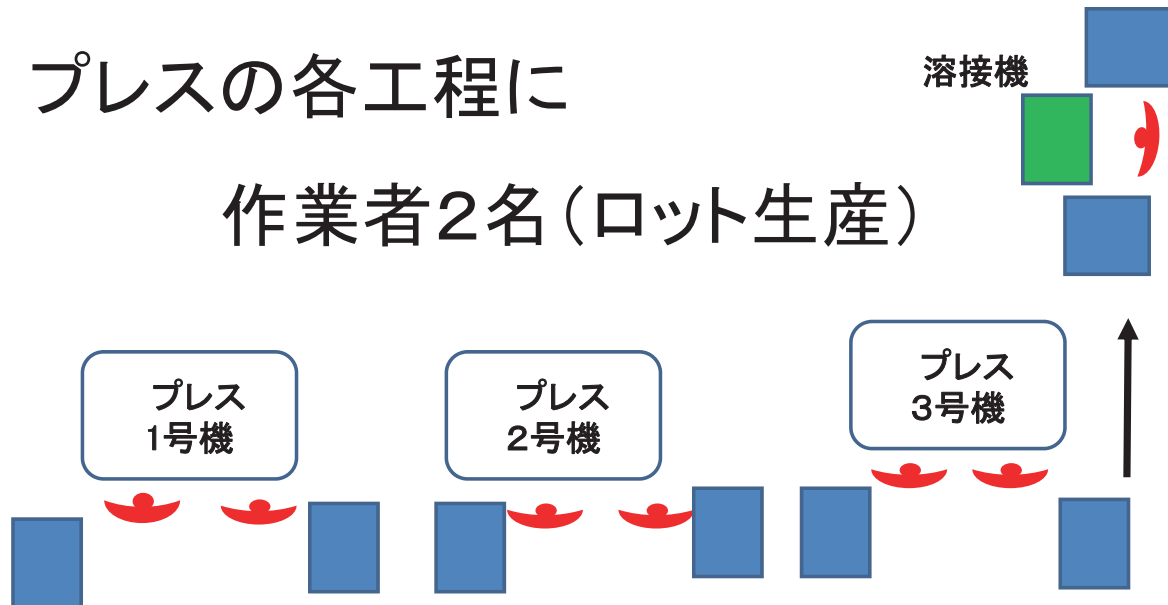 プレスの各工程に
作業者２名（ロット生産）
溶接機
プレス
1号機
プレス
2号機
プレス
3号機